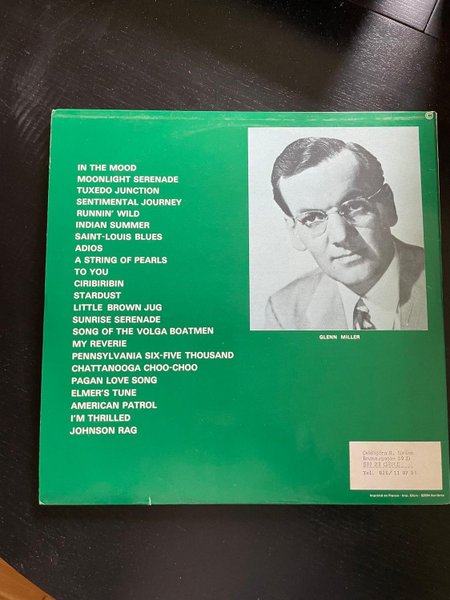 IN THE MOOD
MOONLIGHT SERENADE
TUXEDO JUNCTION
SENTIMENTAL JOURNEY
RUNNIN' WILD
INDIAN SUMMER
SAINT-LOUIS BLUES
ADIOS
A STRING OF PEARLS
TO YOU
CIRIBIRIBIN
STARDUST
LITTLE BROWN JUG
SUNRISE SERENADE
SONG OF THE VOLGA BOATMEN
MY REVERIE
PENNSYLVANIA SIX-FIVE THOUSAND
CHATTANOOGA CHOO-CHOO
PAGAN LOVE SONG
ELMER'S TUNE
AMERICAN PATROL
I'M THRILLED
JOHNSON RAG
GLENN MILLER
Tel.
Imprimé en France